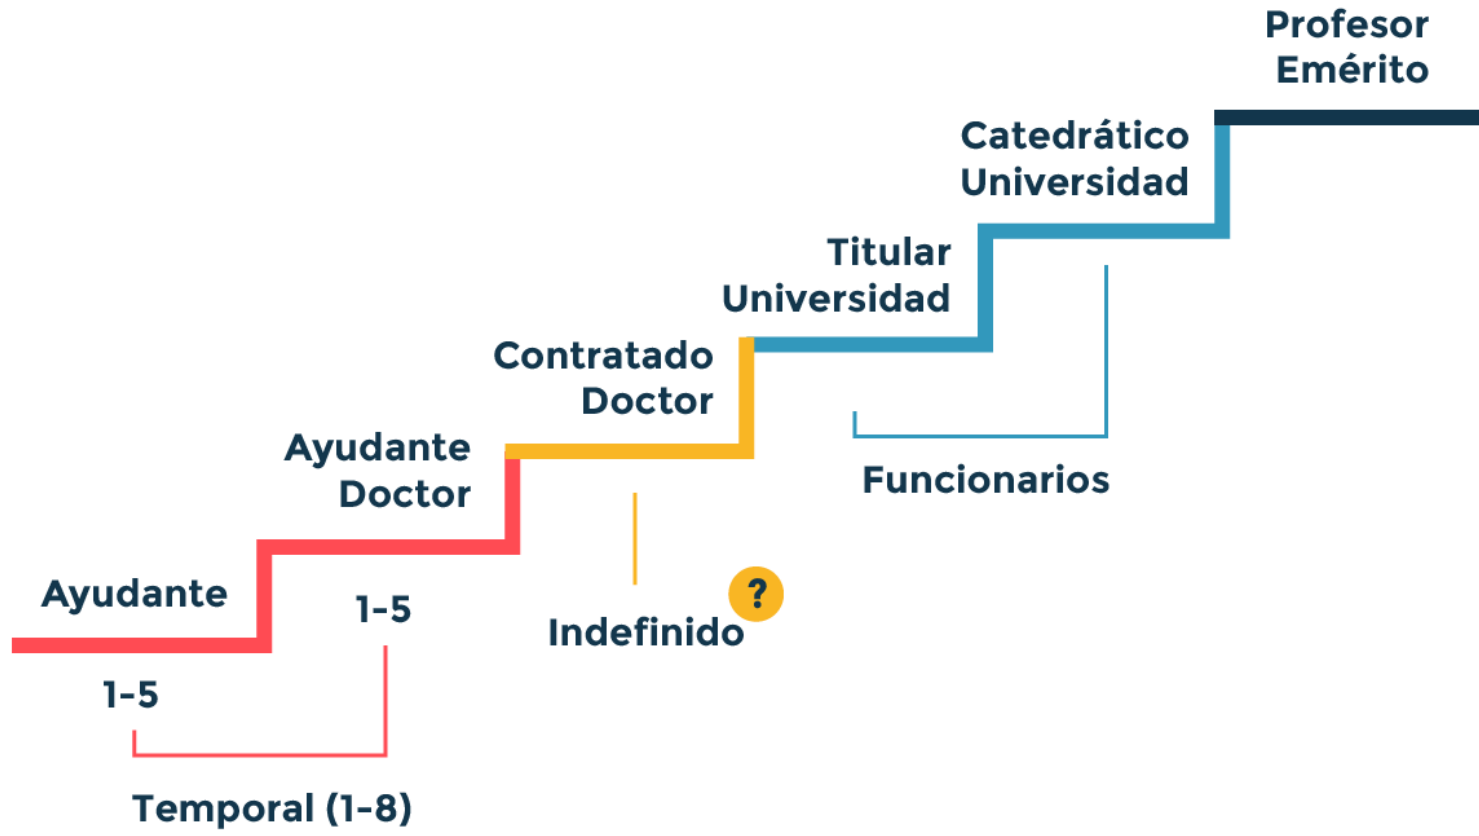 Profesor
Emérito
Catedrático
Universidad
Titular
Universidad
Contratado
Doctor
Ayudante
Doctor
Funcionarios
Ayudante
1-5
?
Indefinido
1-5
Temporal (1-8)